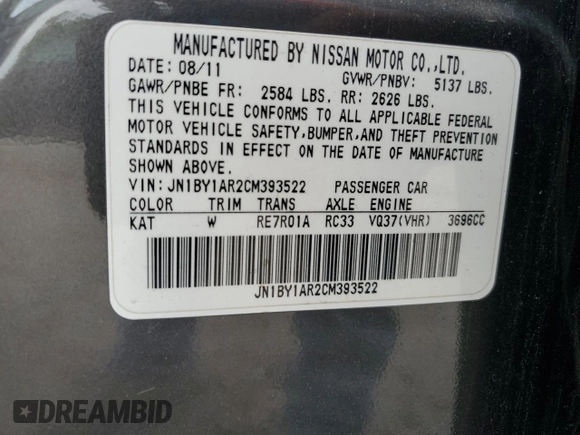 MANUFACTURED BY NISSAN MOTOR CO.,LTD.
DATE: 08/11 GVWR/PNBV: 5137 LBS.
GAWR/PNBE FR: 2584 LBS. RR: 2626 LBS.
THIS VEHICLE CONFORMS TO ALL APPLICABLE FEDERAL
MOTOR VEHICLE SAFETY,BUMPER,AND THEFT PREVENTION
STANDARDS IN EFFECT ON THE DATE OF MANUFACTURE
SHOWN ABOVE.
VIN: JN1BY1AR2CM393522 PASSENGER CAR
COLOR TRIM TRANS AXLE ENGINE
KAT W RE7R01A RC33 VQ37(VHR) 3696CC
JN1BY1AR2CM393522
DREAMBID